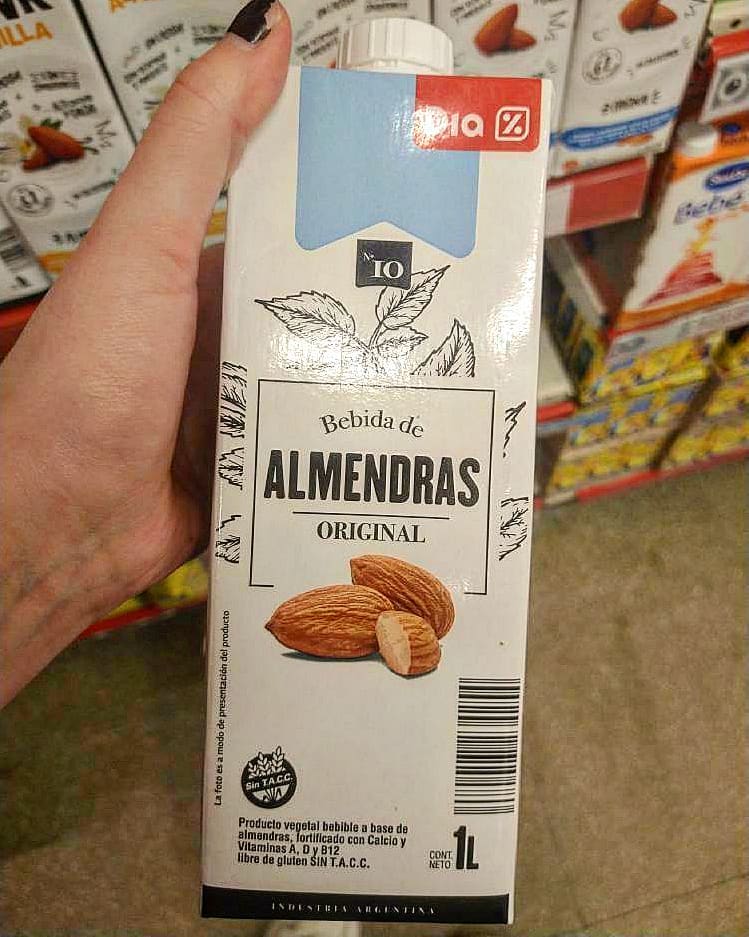 Dia %
N° 10
Bebida de
ALMENDRAS
ORIGINAL
La foto es a modo de presentación del producto
Sin T.A.C.C.
Producto vegetal bebible a base de
almendras, fortificado con Calcio y
Vitaminas A, D y B12
libre de gluten SIN T.A.C.C.
CONT.
NETO
1L
INDUSTRIA ARGENTINA
Bebé